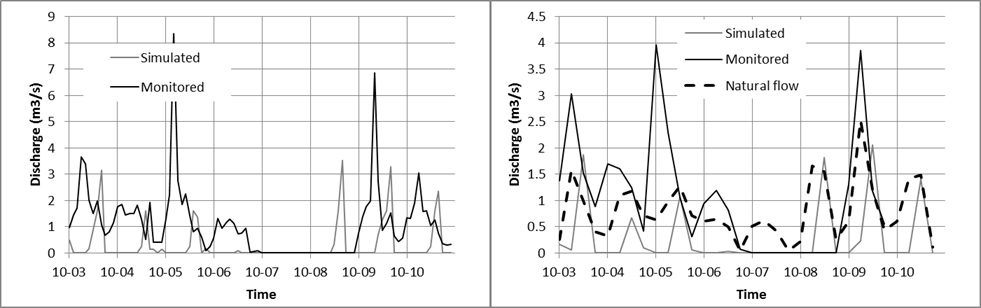 9
8
7
6
5
4
3
2
1
0
Discharge (m3/s)
Simulated
Monitored
10-03 10-04 10-05 10-06 10-07 10-08 10-09 10-10
Time
4.5
4
3.5
3
2.5
2
1.5
1
0.5
0
Discharge (m3/s)
Simulated
Monitored
Natural flow
10-03 10-04 10-05 10-06 10-07 10-08 10-09 10-10
Time